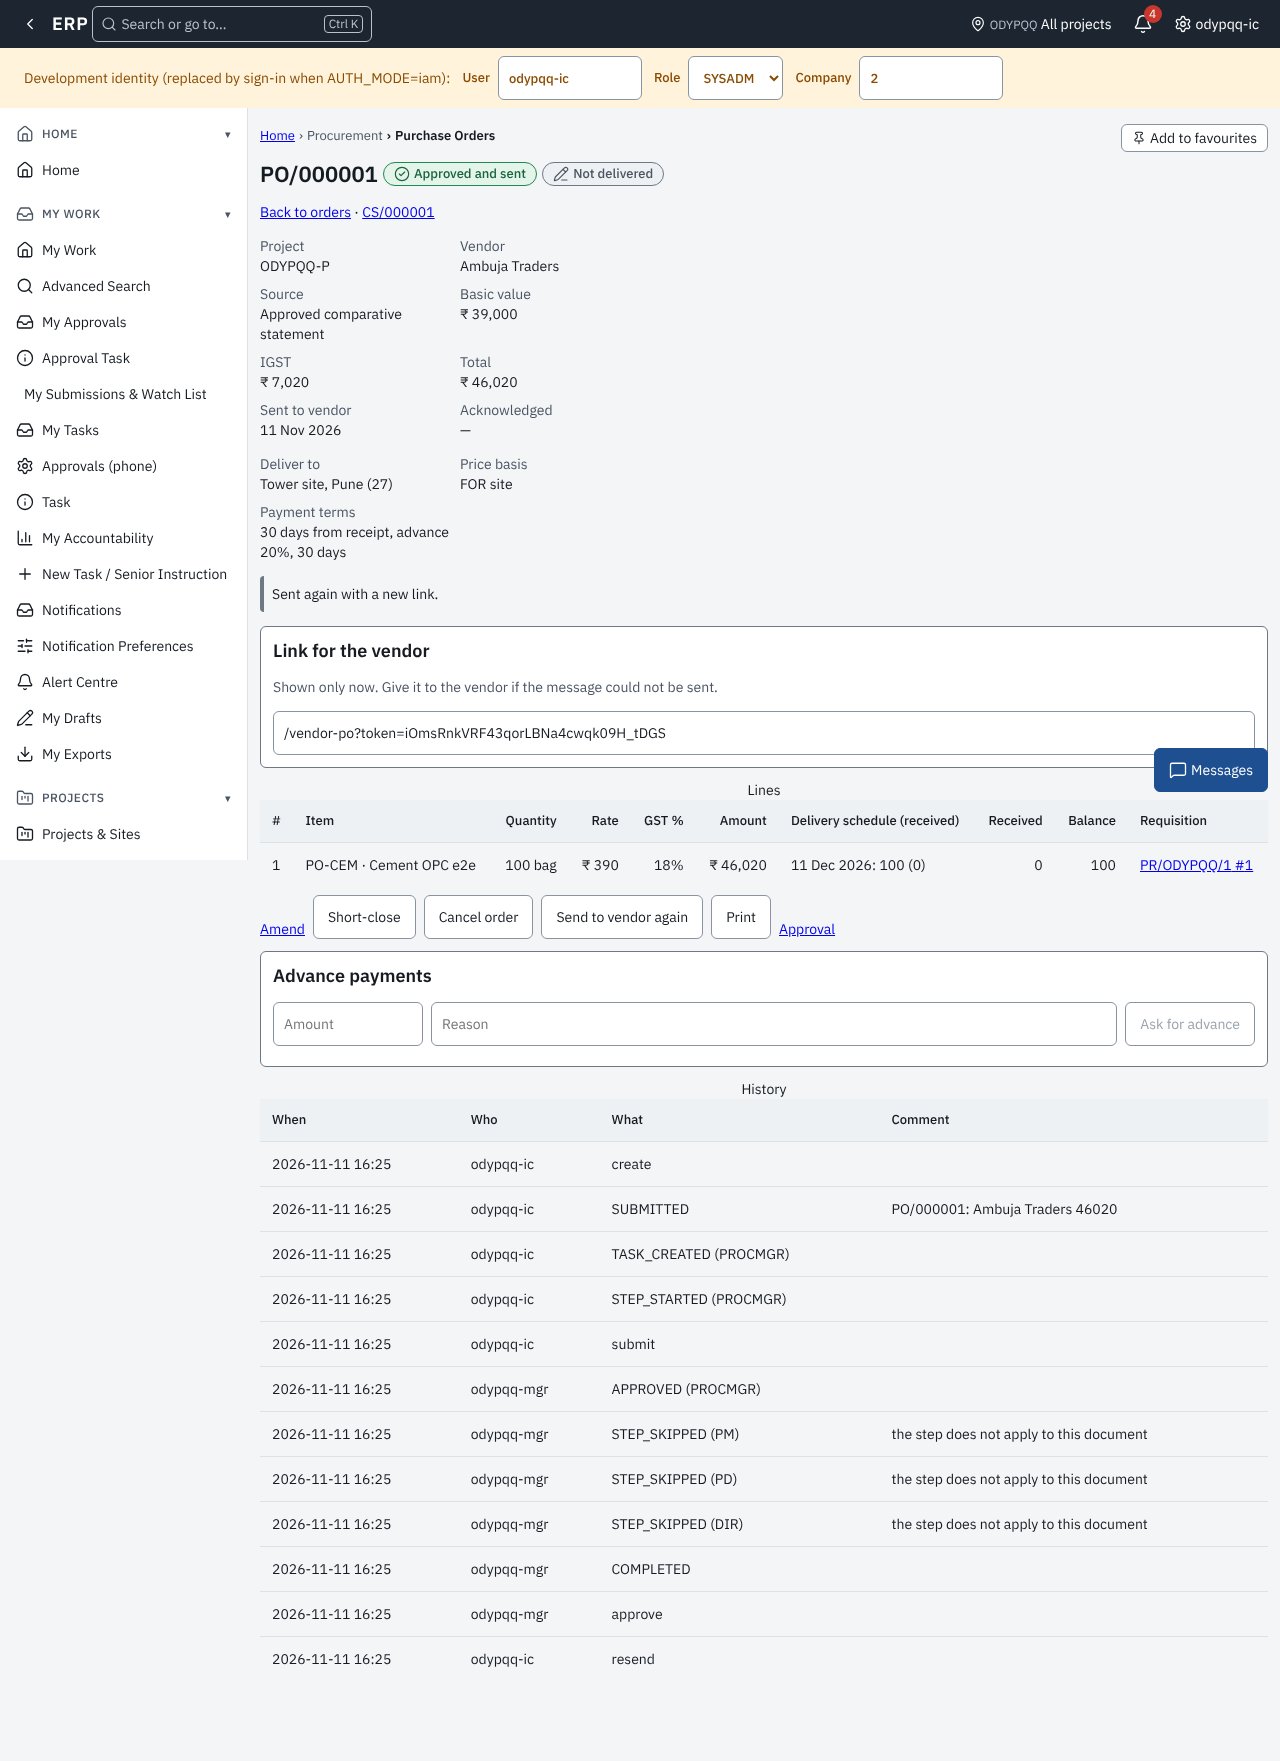 ERP
Search or go to...
Ctrl K
ODYPQQ All projects
4
odypqq-ic
Development identity (replaced by sign-in when AUTH_MODE=iam):
User
odypqq-ic
Role
SYSADM
Company
2
HOME
Home
MY WORK
My Work
Advanced Search
My Approvals
Approval Task
My Submissions & Watch List
My Tasks
Approvals (phone)
Task
My Accountability
New Task / Senior Instruction
Notifications
Notification Preferences
Alert Centre
My Drafts
My Exports
PROJECTS
Projects & Sites
Home › Procurement › Purchase Orders
Add to favourites
PO/000001
Approved and sent
Not delivered
Back to orders · CS/000001
Project
ODYPQQ-P
Vendor
Ambuja Traders
Source
Approved comparative
statement
Basic value
₹ 39,000
IGST
₹ 7,020
Total
₹ 46,020
Sent to vendor
11 Nov 2026
Acknowledged
—
Deliver to
Tower site, Pune (27)
Price basis
FOR site
Payment terms
30 days from receipt, advance
20%, 30 days
Sent again with a new link.
Link for the vendor
Shown only now. Give it to the vendor if the message could not be sent.
/vendor-po?token=iOmsRnkVRF43qorLBNa4cwqk09H_tDGS
Messages
Lines
# Item Quantity Rate GST % Amount Delivery schedule (received) Received Balance Requisition
1 PO-CEM · Cement OPC e2e 100 bag ₹ 390 18% ₹ 46,020 11 Dec 2026: 100 (0) 0 100 PR/ODYPQQ/1 #1
Amend
Short-close
Cancel order
Send to vendor again
Print
Approval
Advance payments
Amount
Reason
Ask for advance
History
When Who What Comment
2026-11-11 16:25 odypqq-ic create
2026-11-11 16:25 odypqq-ic SUBMITTED PO/000001: Ambuja Traders 46020
2026-11-11 16:25 odypqq-ic TASK_CREATED (PROCMGR)
2026-11-11 16:25 odypqq-ic STEP_STARTED (PROCMGR)
2026-11-11 16:25 odypqq-ic submit
2026-11-11 16:25 odypqq-mgr APPROVED (PROCMGR)
2026-11-11 16:25 odypqq-mgr STEP_SKIPPED (PM) the step does not apply to this document
2026-11-11 16:25 odypqq-mgr STEP_SKIPPED (PD) the step does not apply to this document
2026-11-11 16:25 odypqq-mgr STEP_SKIPPED (DIR) the step does not apply to this document
2026-11-11 16:25 odypqq-mgr COMPLETED
2026-11-11 16:25 odypqq-mgr approve
2026-11-11 16:25 odypqq-ic resend